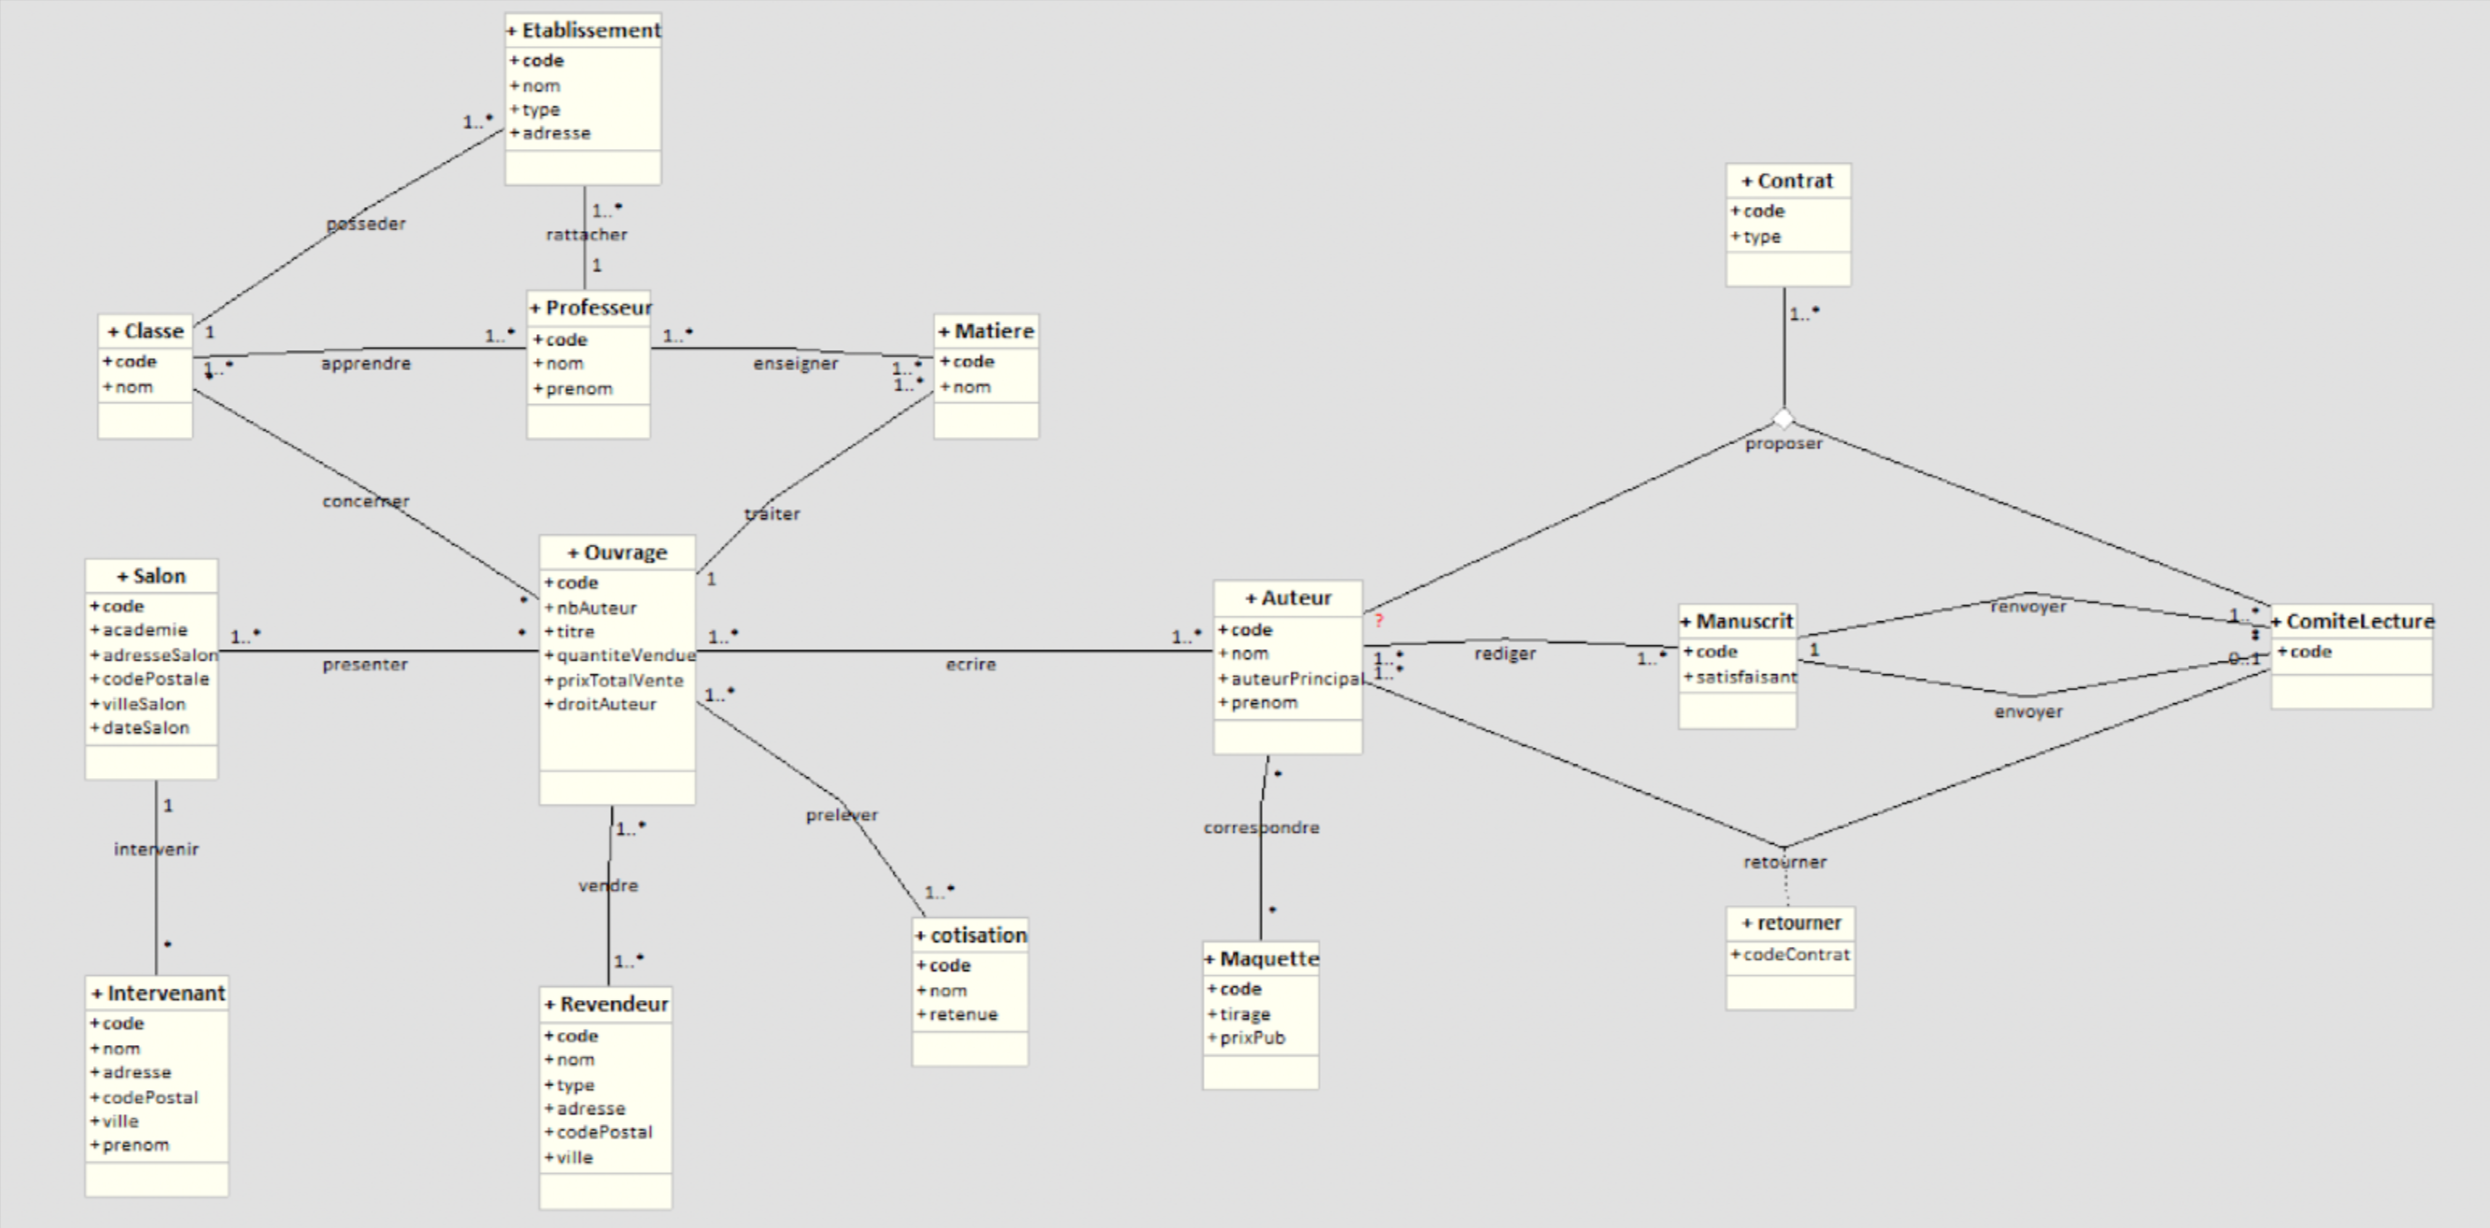 + Etablissement
+code
+nom
+type
+adresse
1..*
posseder
1..*
rattacher
1
+ Contrat
+code
+type
1..*
proposer
+ Classe
+code
+nom
1
1..*
*
apprendre
1..*
+ Professeur
+code
+nom
+prenom
1..*
enseigner
1..*
1..*
+ Matiere
+code
+nom
concerner
traiter
+ Salon
+code
+academie
+adresseSalon
+codePostale
+villeSalon
+dateSalon
1..*
presenter
*
*
+ Ouvrage
+code
+nbAuteur
+titre
+quantiteVendue
+prixTotalVente
+droitAuteur
1
1..*
ecrire
1..*
1..*
+ Auteur
+code
+nom
+auteurPrincipal
+prenom
?
1..*
1..*
rediger
1..*
+ Manuscrit
+code
+satisfaisant
1
renvoyer
1..*
*
0..1
envoyer
+ ComiteLecture
+code
1
intervenir
*
1..*
vendre
1..*
prelever
1..*
*
correspondre
*
retourner
+ Intervenant
+code
+nom
+adresse
+codePostal
+ville
+prenom
+ Revendeur
+code
+nom
+type
+adresse
+codePostal
+ville
+ cotisation
+code
+nom
+retenue
+ Maquette
+code
+tirage
+prixPub
+ retourner
+codeContrat